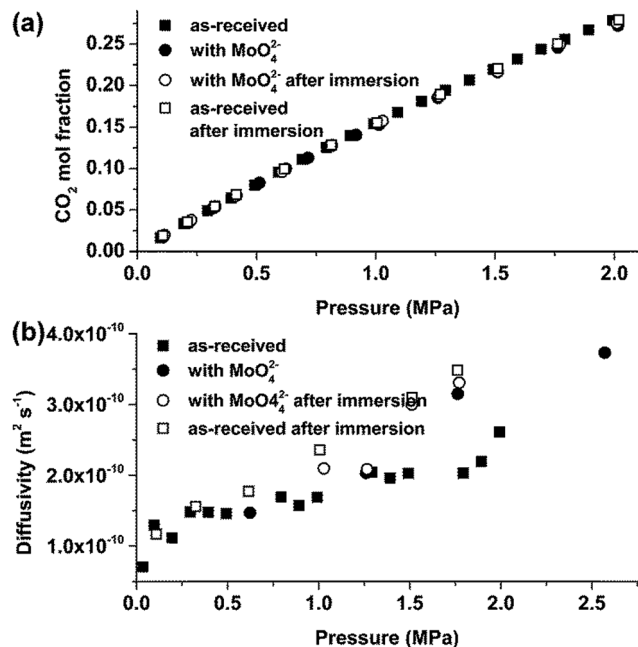 (a)
as-received
with MoO₄²⁻
with MoO₄²⁻ after immersion
as-received
after immersion
CO₂ mol fraction
0.25
0.20
0.15
0.10
0.05
0.00
0.0 0.5 1.0 1.5 2.0
Pressure (MPa)
(b)
as-received
with MoO₄²⁻
with MoO4₄²⁻ after immersion
as-received after immersion
Diffusivity (m² s⁻¹)
4.0x10⁻¹⁰
3.0x10⁻¹⁰
2.0x10⁻¹⁰
1.0x10⁻¹⁰
0.0 0.5 1.0 1.5 2.0 2.5
Pressure (MPa)